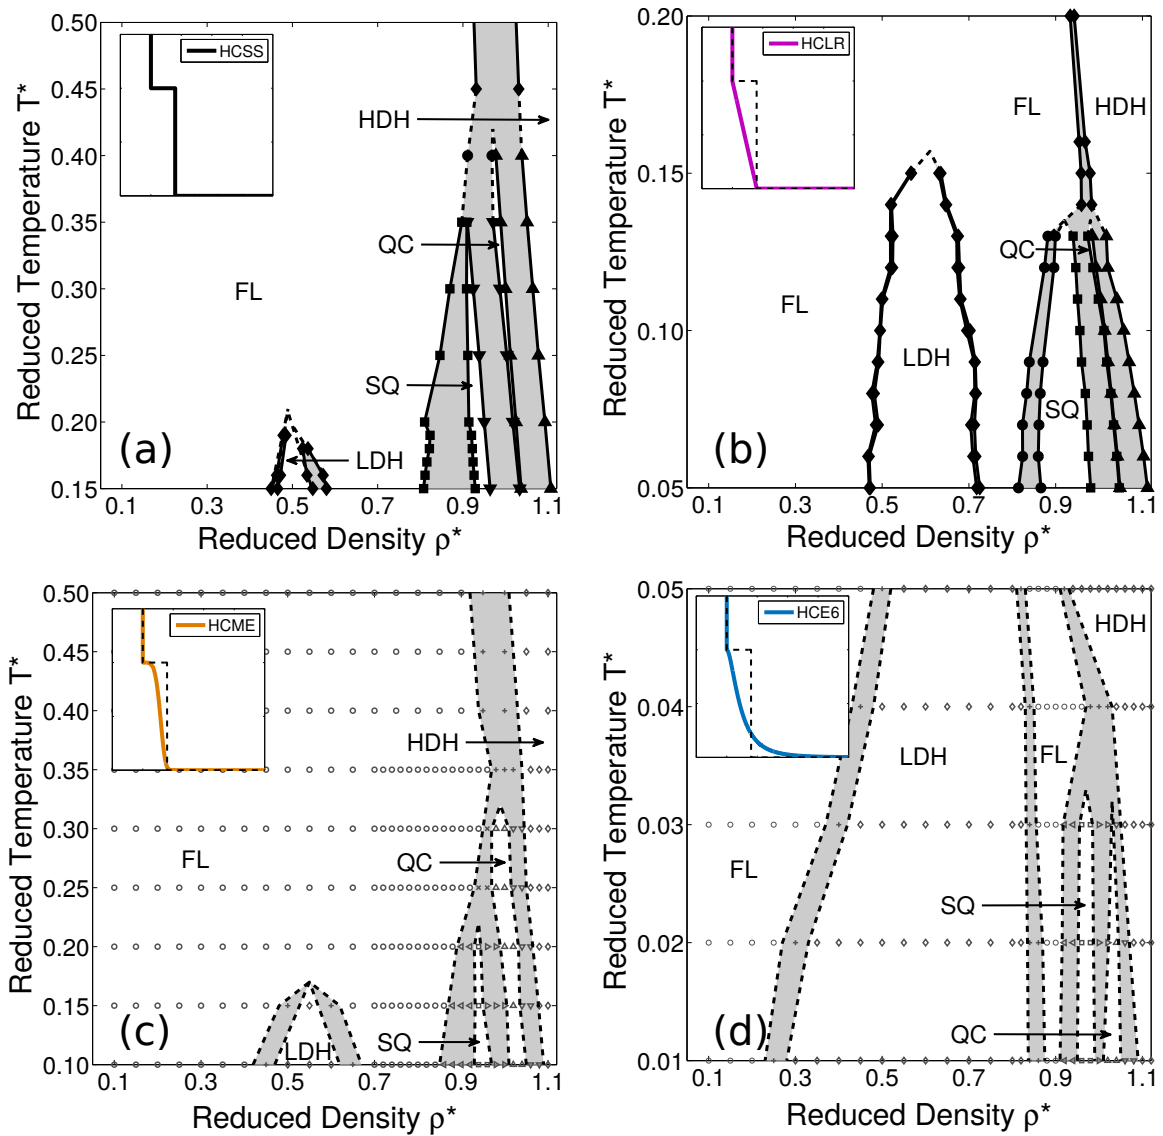 0.50
0.45
0.40
0.35
0.30
0.25
0.20
0.15
Reduced Temperature T*
HCSS
HDH
QC
FL
SQ
LDH
(a)
0.1 0.3 0.5 0.7 0.9 1.1
Reduced Density ρ*
0.20
0.15
0.10
0.05
Reduced Temperature T*
(b)
HCLR
FL
HDH
QC
FL
LDH
SQ
(b)
0.1 0.3 0.5 0.7 0.9 1.1
Reduced Density ρ*
0.50
0.45
0.40
0.35
0.30
0.25
0.20
0.15
0.10
Reduced Temperature T*
HCME
HDH
FL
QC
(c)
SQ
LDH
0.1 0.3 0.5 0.7 0.9 1.1
Reduced Density ρ*
0.05
0.04
0.03
0.02
0.01
Reduced Temperature T*
HCE6
HDH
LDH
FL
FL
SQ
(d)
QC
0.1 0.3 0.5 0.7 0.9 1.1
Reduced Density ρ*